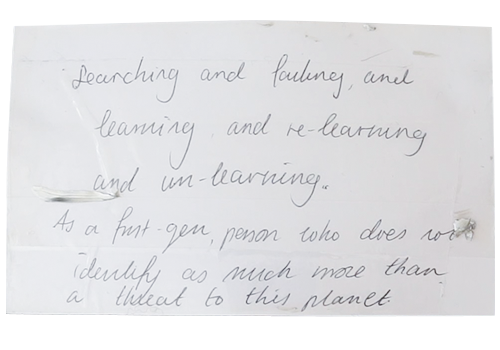 Searching and failing, and
learning and re-learning
and un-learning..
As a first-gen, person who does not
identify as much more than
a threat to this planet.